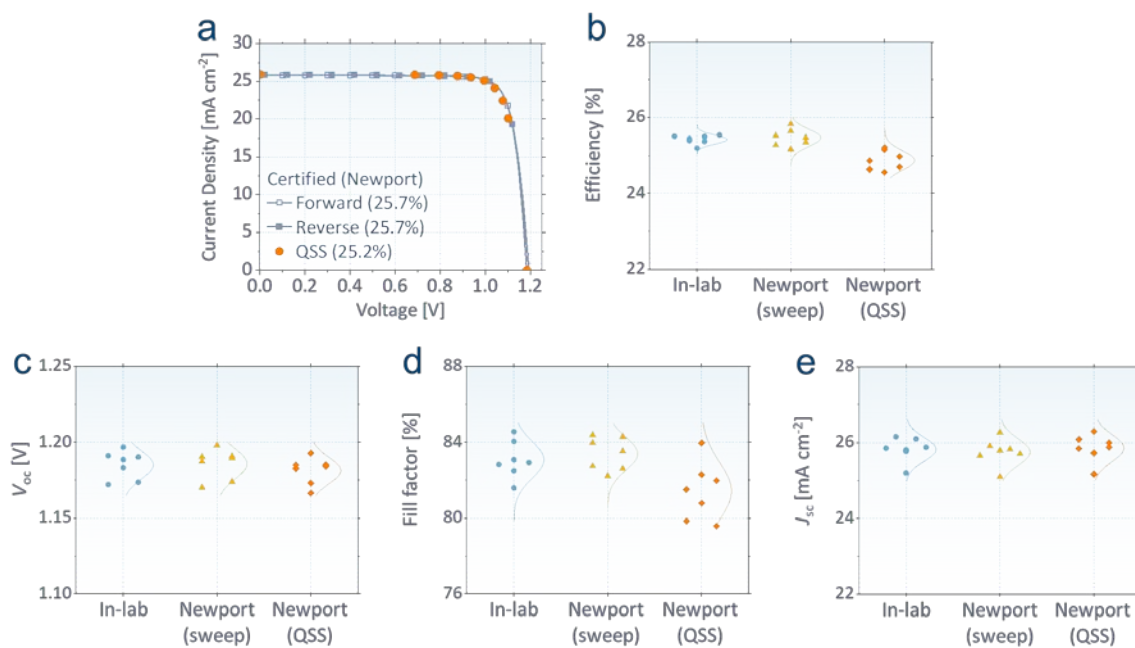 a
30
25
20
15
10
5
0
Current Density [mA cm⁻²]
Certified (Newport)
Forward (25.7%)
Reverse (25.7%)
QSS (25.2%)
0.0 0.2 0.4 0.6 0.8 1.0 1.2
Voltage [V]
b
28
26
24
22
Efficiency [%]
In-lab Newport Newport
(sweep) (QSS)
c
1.25
1.20
1.15
1.10
Voc [V]
In-lab Newport Newport
(sweep) (QSS)
d
88
84
80
76
Fill factor [%]
In-lab Newport Newport
(sweep) (QSS)
e
28
26
24
22
Jsc [mA cm⁻²]
In-lab Newport Newport
(sweep) (QSS)